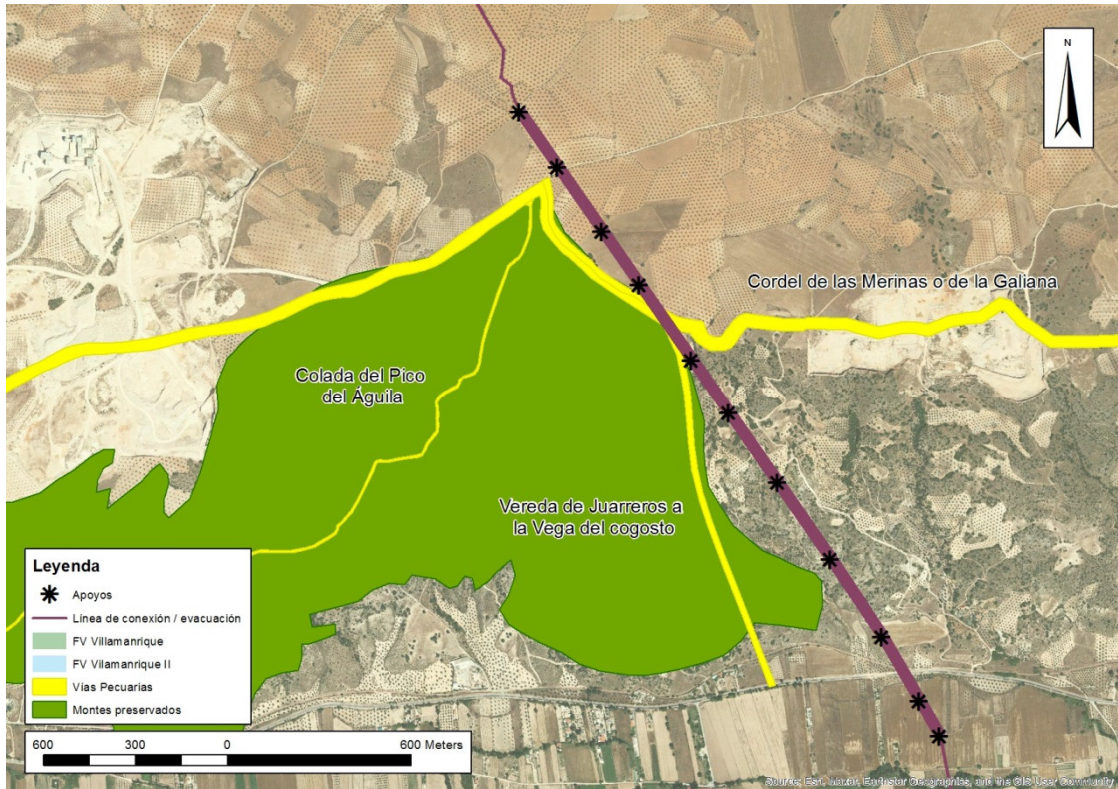 N
Cordel de las Merinas o de la Galiana
Colada del Pico
del Águila
Vereda de Juarreros a
la Vega del cogosto
Leyenda
Apoyos
Línea de conexión / evacuación
FV Villamanrique
FV Vilamanrique II
Vías Pecuarias
Montes preservados
600 300 0 600 Meters
Source: Esri, Maxar, Earthstar Geographics, and the GIS User Community